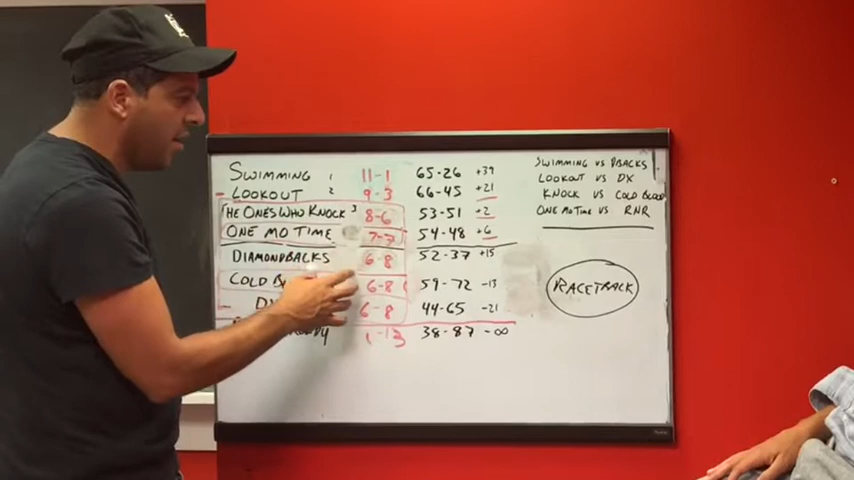 SWIMMING 1 11-1 65-26 +39
LOOKOUT 2 9-3 66-45 +21
THE ONES WHO KNOCK 3 8-6 53-51 +2
ONE MO TIME 7-7 54-48 +6
DIAMONDBACKS 6-8 52-37 +15
COLD 6-8 59-72 -13
6-8 44-65 -21
1-13 38-87 -∞
SWIMMING VS DBACKS
LOOKOUT VS DX
KNOCK VS COLD BLOOD
ONE MO TIME VS RNR
RACETRACK